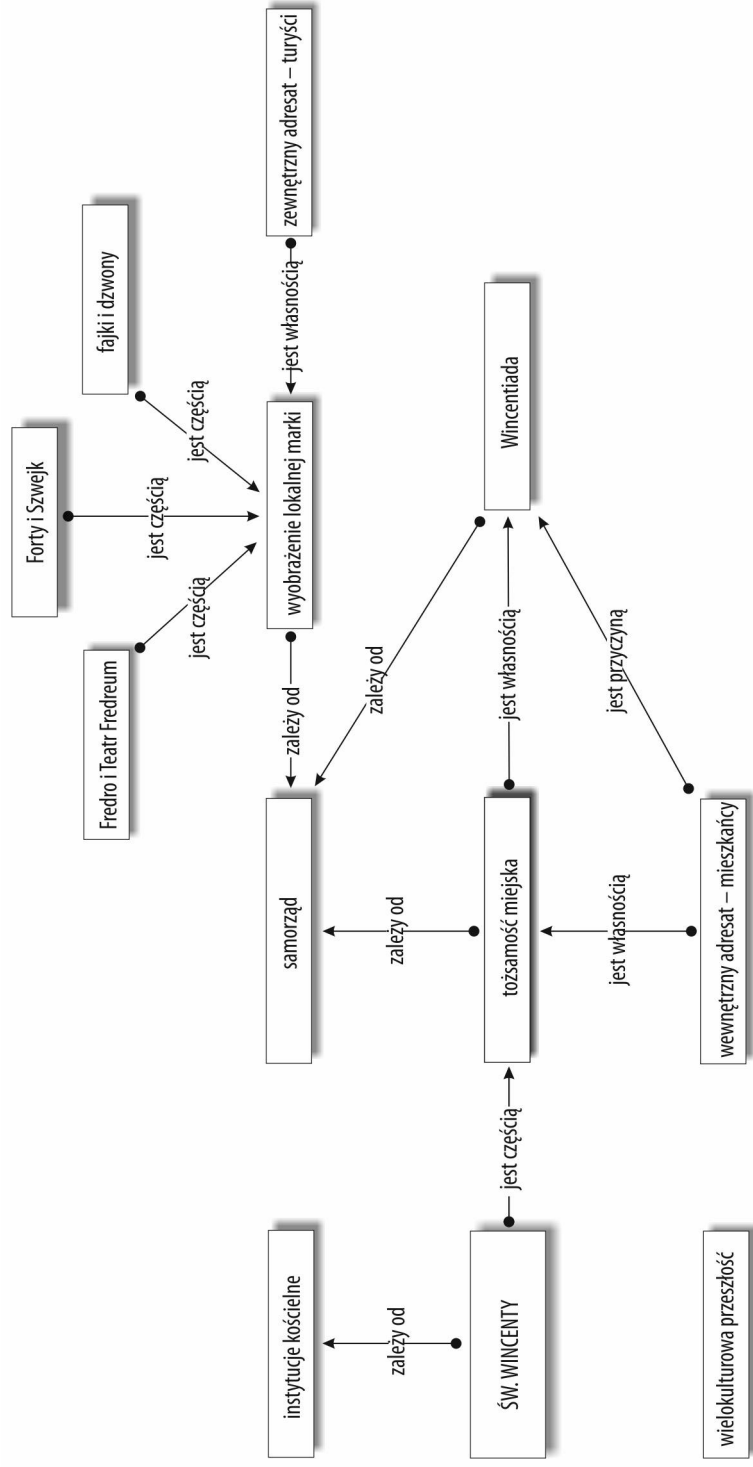 Forty i Szwejk
Fredro i Teatr Fredreum
fajki i dzwony
jest częścią
jest częścią
jest częścią
instytucje kościelne
samorząd
zależy od
wyobrażenie lokalnej marki
jest własnością
zewnętrzny adresat – turyści
zależy od
zależy od
zależy od
ŚW. WINCENTY
jest częścią
tożsamość miejska
jest własnością
Wincentiada
jest własnością
jest przyczyną
wielokulturowa przeszłość
wewnętrzny adresat – mieszkańcy